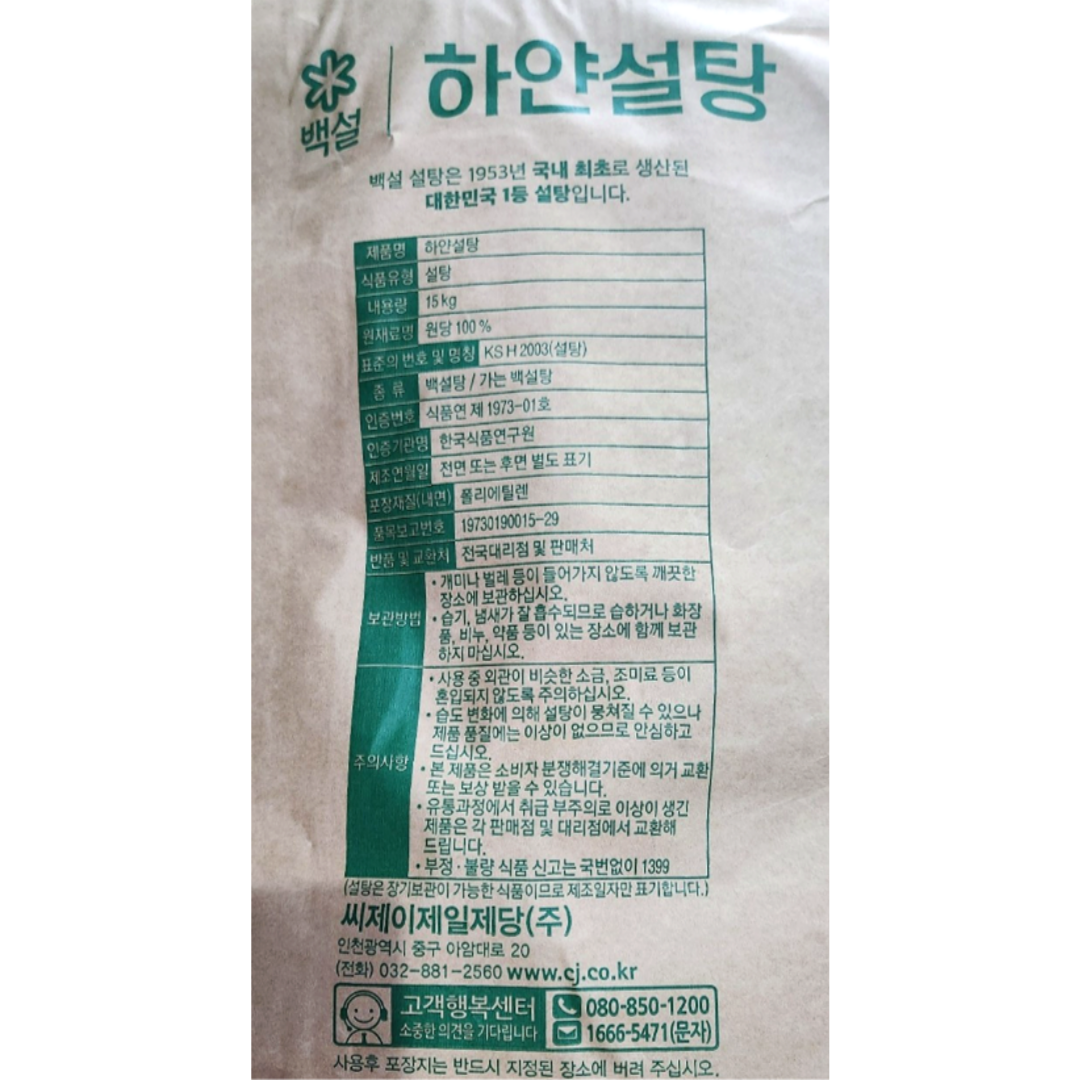 백설
하얀설탕
백설 설탕은 1953년 국내 최초로 생산된
대한민국 1등 설탕입니다.
제품명 하얀설탕
식품유형 설탕
내용량 15kg
원재료명 원당 100 %
표준의 번호 및 명칭 KS H 2003(설탕)
종 류 백설탕 / 가는 백설탕
인증번호 식품연 제 1973-01호
인증기관명 한국식품연구원
제조연월일 전면 또는 후면 별도 표기
포장재질(내면) 폴리에틸렌
품목보고번호 19730190015-29
반품 및 교환처 전국대리점 및 판매처
보관방법
• 개미나 벌레 등이 들어가지 않도록 깨끗한
장소에 보관하십시오.
• 습기, 냄새가 잘 흡수되므로 습하거나 화장
품, 비누, 약품 등이 있는 장소에 함께 보관
하지 마십시오.
주의사항
• 사용 중 외관이 비슷한 소금, 조미료 등이
혼입되지 않도록 주의하십시오.
• 습도 변화에 의해 설탕이 뭉쳐질 수 있으나
제품 품질에는 이상이 없으므로 안심하고
드십시오.
• 본 제품은 소비자 분쟁해결기준에 의거 교환
또는 보상 받을 수 있습니다.
• 유통과정에서 취급 부주의로 이상이 생긴
제품은 각 판매점 및 대리점에서 교환해
드립니다.
• 부정·불량 식품 신고는 국번없이 1399
(설탕은 장기보관이 가능한 식품이므로 제조일자만 표기합니다.)
씨제이제일제당(주)
인천광역시 중구 아암대로 20
(전화) 032-881-2560 www.cj.co.kr
고객행복센터 080-850-1200
소중한 의견을 기다립니다 1666-5471(문자)
사용후 포장지는 반드시 지정된 장소에 버려 주십시오.